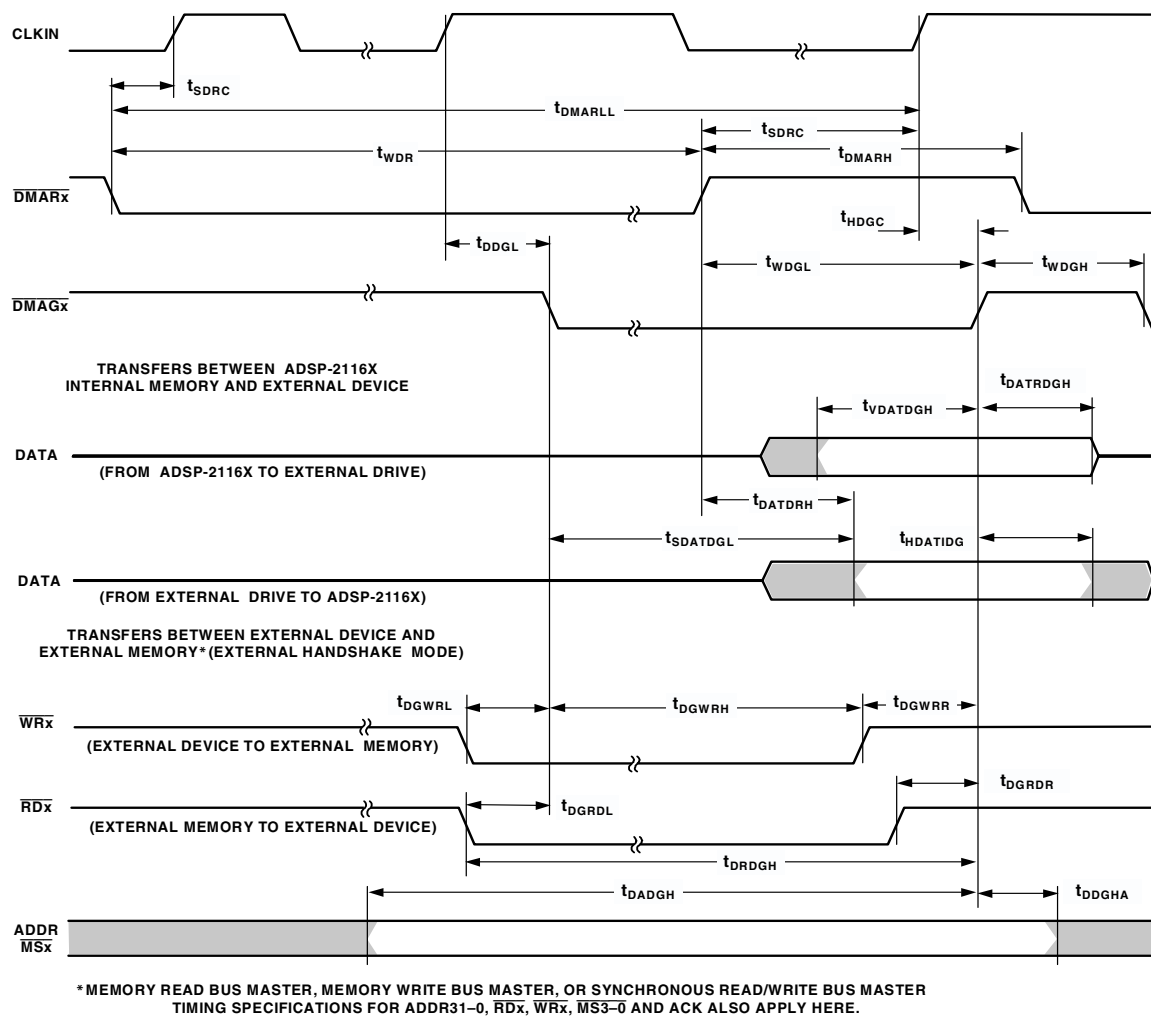 CLKIN
tSDRC
tDMARLL
tSDRC
tWDR
tDMARH
DMARx
tHDGC
tDDGL
tWDGL
tWDGH
DMAGx
TRANSFERS BETWEEN ADSP-2116X
INTERNAL MEMORY AND EXTERNAL DEVICE
tDATRDGH
tVDATDGH
DATA
(FROM ADSP-2116X TO EXTERNAL DRIVE)
tDATDRH
tSDATDGL
tHDATIDG
DATA
(FROM EXTERNAL DRIVE TO ADSP-2116X)
TRANSFERS BETWEEN EXTERNAL DEVICE AND
EXTERNAL MEMORY* (EXTERNAL HANDSHAKE MODE)
tDGWRL
tDGWRH
tDGWRR
WRx
(EXTERNAL DEVICE TO EXTERNAL MEMORY)
tDGRDR
RDx
tDGRDL
(EXTERNAL MEMORY TO EXTERNAL DEVICE)
tDRDGH
tDADGH
tDDGHA
ADDR
MSx
*MEMORY READ BUS MASTER, MEMORY WRITE BUS MASTER, OR SYNCHRONOUS READ/WRITE BUS MASTER
TIMING SPECIFICATIONS FOR ADDR31–0, RDx, WRx, MS3–0 AND ACK ALSO APPLY HERE.